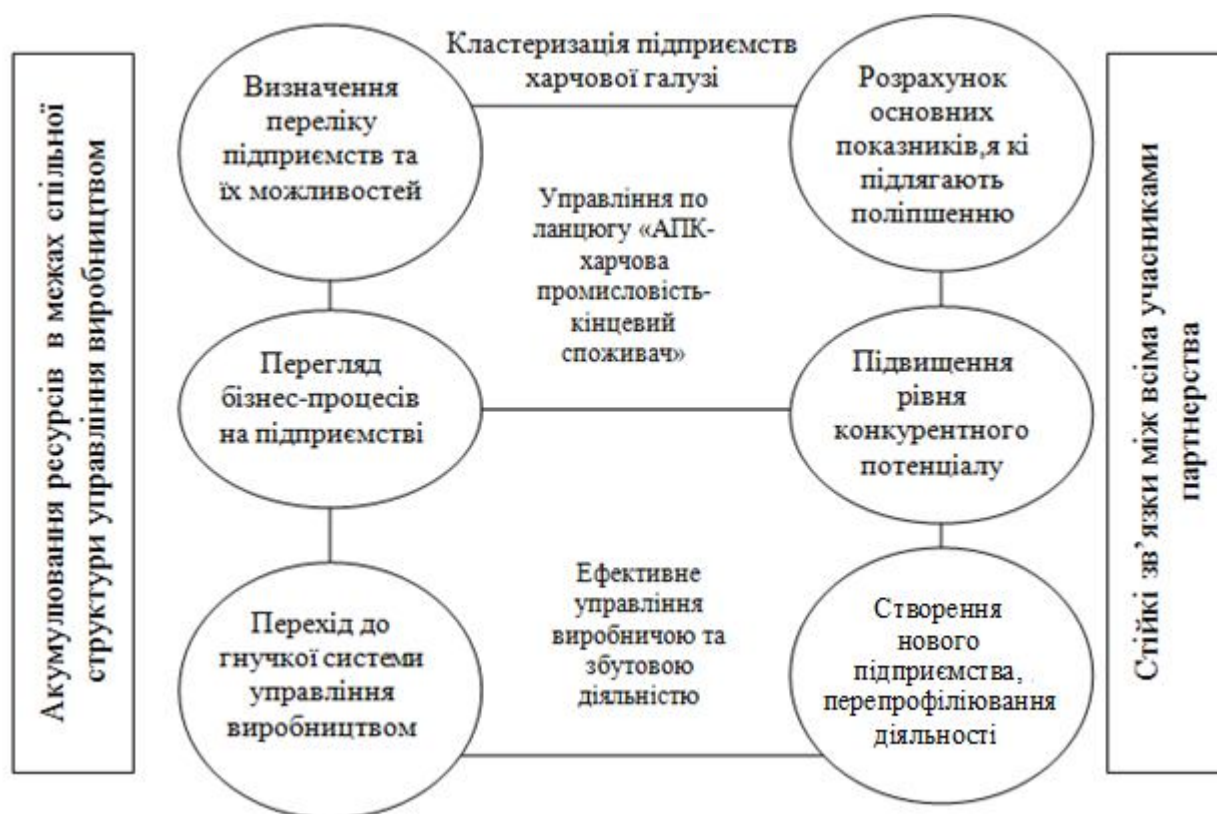 Акумулювання ресурсів в межах спільної
структури управління виробництвом
Визначення
переліку
підприємств та
їх можливостей
Кластеризація підприємств
харчової галузі
Розрахунок
основних
показників,я кі
підлягають
поліпшенню
Управління по
ланцюгу «АПК-
харчова
промисловість-
кінцевий
споживач»
Перегляд
бізнес-процесів
на підприємстві
Підвищення
рівня
конкурентного
потенціалу
Перехід до
гнучкої системи
управління
виробництвом
Ефективне
управління
виробничою та
збутовою
діяльністю
Створення
нового
підприємства,
перепрофіліювання
діяльності
Стійкі зв’язки між всіма учасниками
партнерства